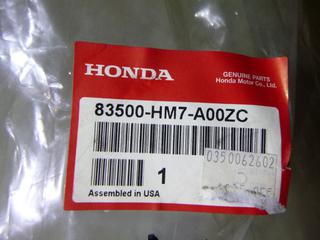 HONDA
GENUINE PARTS
Honda Motor Co., Ltd.
83500-HM7-A00ZC
0350062602
1
Assembled in USA